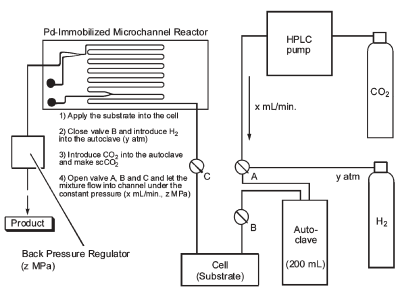 Pd-Immobilized Microchannel Reactor
1) Apply the substrate into the cell
2) Close valve B and introduce H2
into the autoclave (y atm)
3) Introduce CO2 into the autoclave
and make scCO2
4) Open valve A, B and C and let the
mixture flow into channel under the
constant pressure (x mL/min., z MPa)
HPLC
pump
CO2
x mL/min.
C
A
y atm
B
H2
Auto-
clave
(200 mL)
Cell
(Substrate)
Product
Back Pressure Regulator
(z MPa)